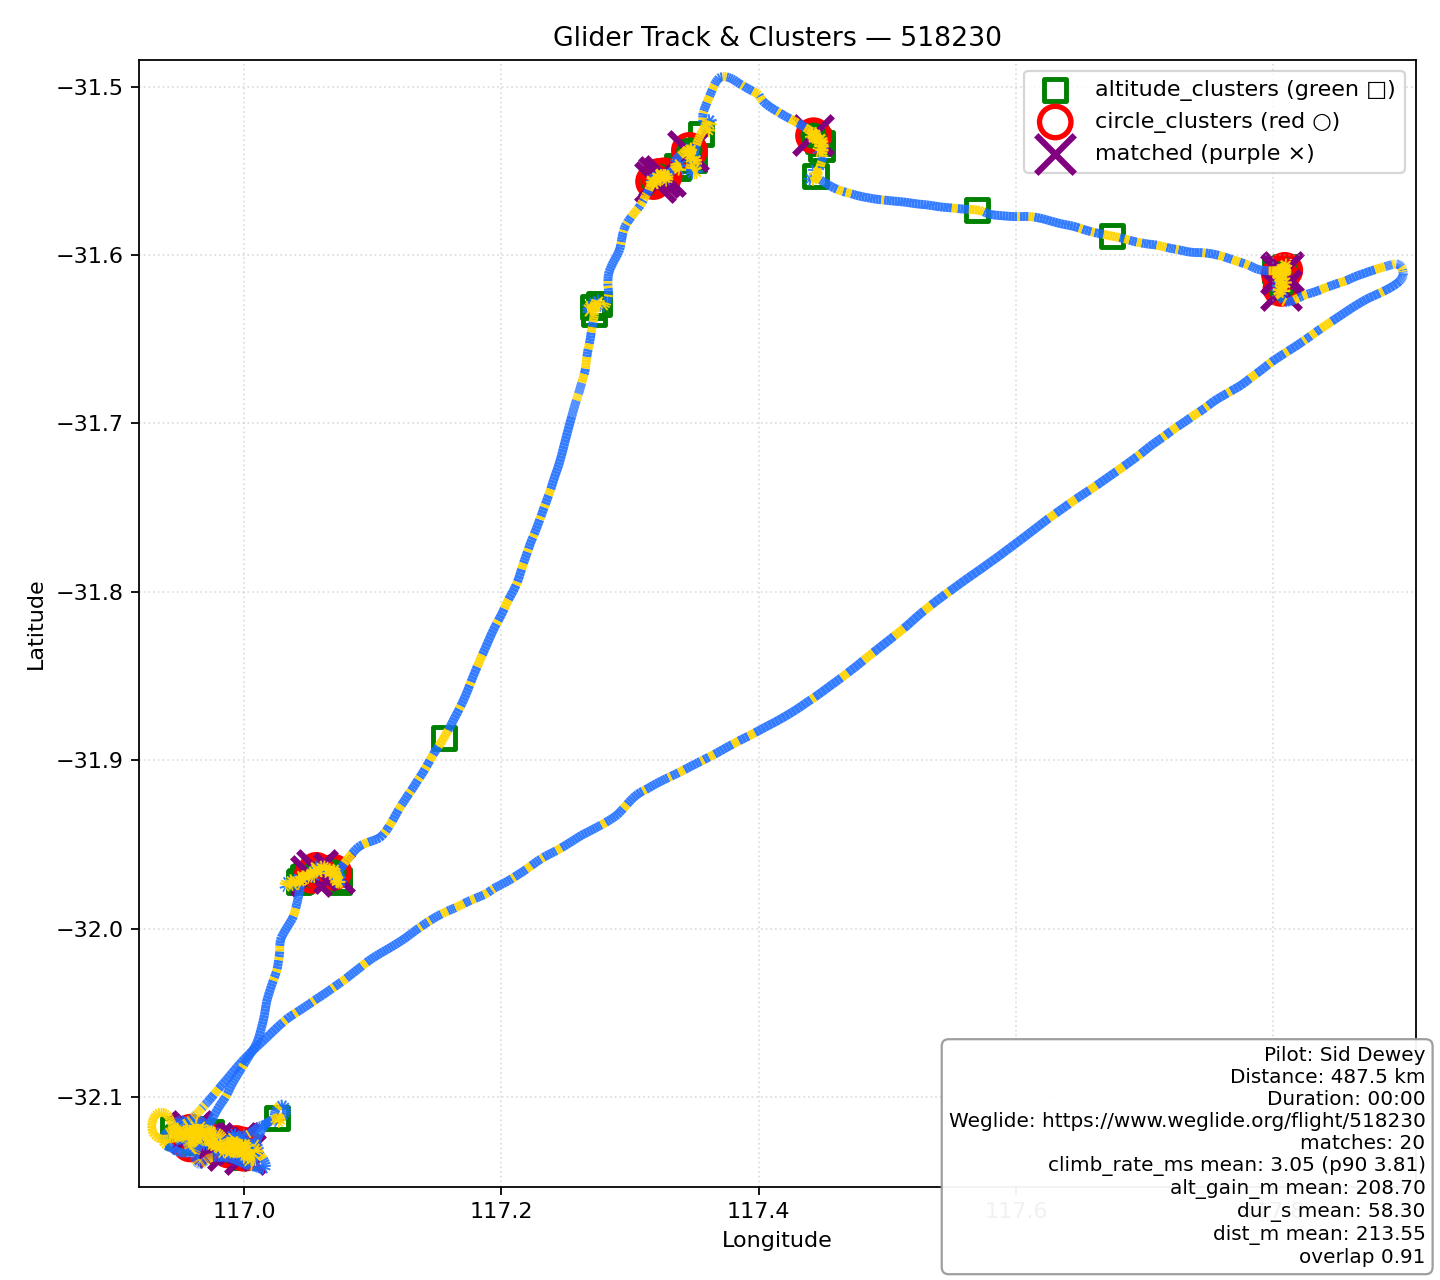 Glider Track & Clusters — 518230
altitude_clusters (green □)
circle_clusters (red ○)
matched (purple ×)
Latitude
−31.5
−31.6
−31.7
−31.8
−31.9
−32.0
−32.1
117.0
117.2
117.4
117.6
Longitude
Pilot: Sid Dewey
Distance: 487.5 km
Duration: 00:00
Weglide: https://www.weglide.org/flight/518230
matches: 20
climb_rate_ms mean: 3.05 (p90 3.81)
alt_gain_m mean: 208.70
dur_s mean: 58.30
dist_m mean: 213.55
overlap 0.91